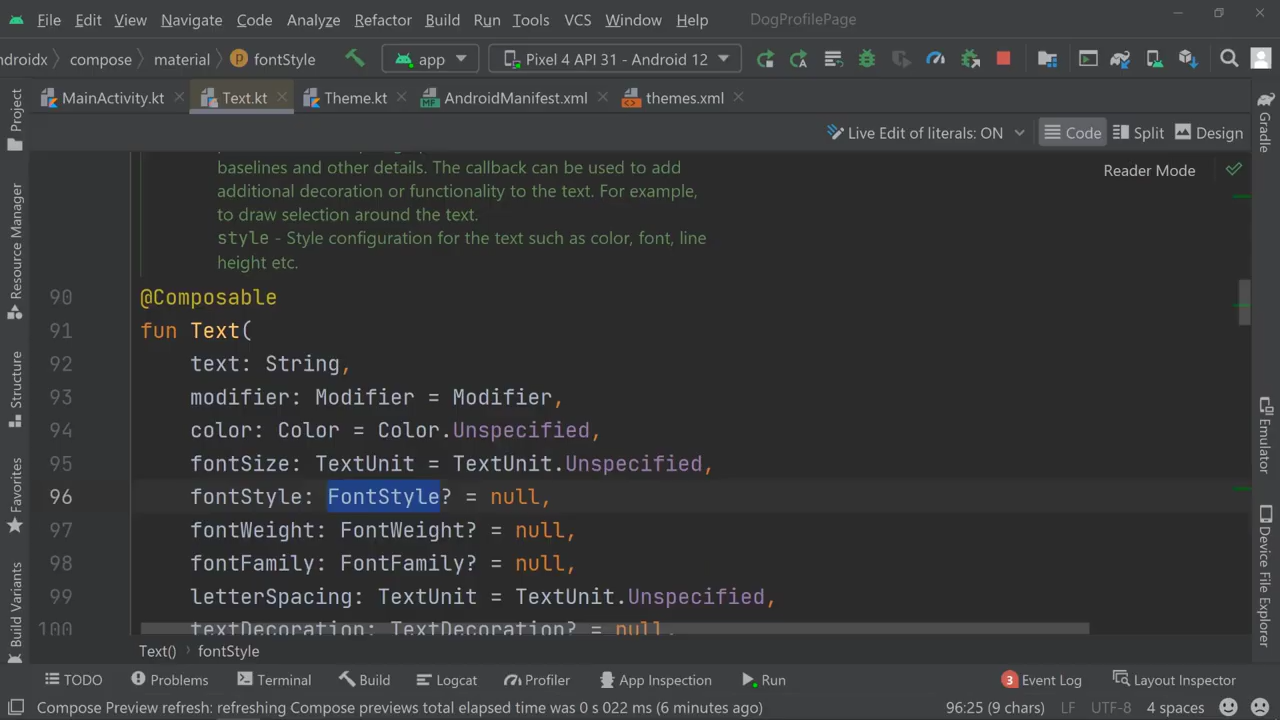 File Edit View Navigate Code Analyze Refactor Build Run Tools VCS Window Help DogProfilePage
ndroidx compose material fontStyle app Pixel 4 API 31 - Android 12
MainActivity.kt Text.kt Theme.kt AndroidManifest.xml themes.xml
Live Edit of literals: ON Code Split Design
Reader Mode
baselines and other details. The callback can be used to add
additional decoration or functionality to the text. For example,
to draw selection around the text.
style - Style configuration for the text such as color, font, line
height etc.
90 @Composable
91 fun Text(
92 text: String,
93 modifier: Modifier = Modifier,
94 color: Color = Color.Unspecified,
95 fontSize: TextUnit = TextUnit.Unspecified,
96 fontStyle: FontStyle? = null,
97 fontWeight: FontWeight? = null,
98 fontFamily: FontFamily? = null,
99 letterSpacing: TextUnit = TextUnit.Unspecified,
100 textDecoration: TextDecoration? = null,
Text() fontStyle
TODO Problems Terminal Build Logcat Profiler App Inspection Run 3 Event Log Layout Inspector
Compose Preview refresh: refreshing Compose previews total elapsed time was 0 s 022 ms (6 minutes ago) 96:25 (9 chars) LF UTF-8 4 spaces
Project
Resource Manager
Structure
Favorites
Build Variants
Gradle
Emulator
Device File Explorer